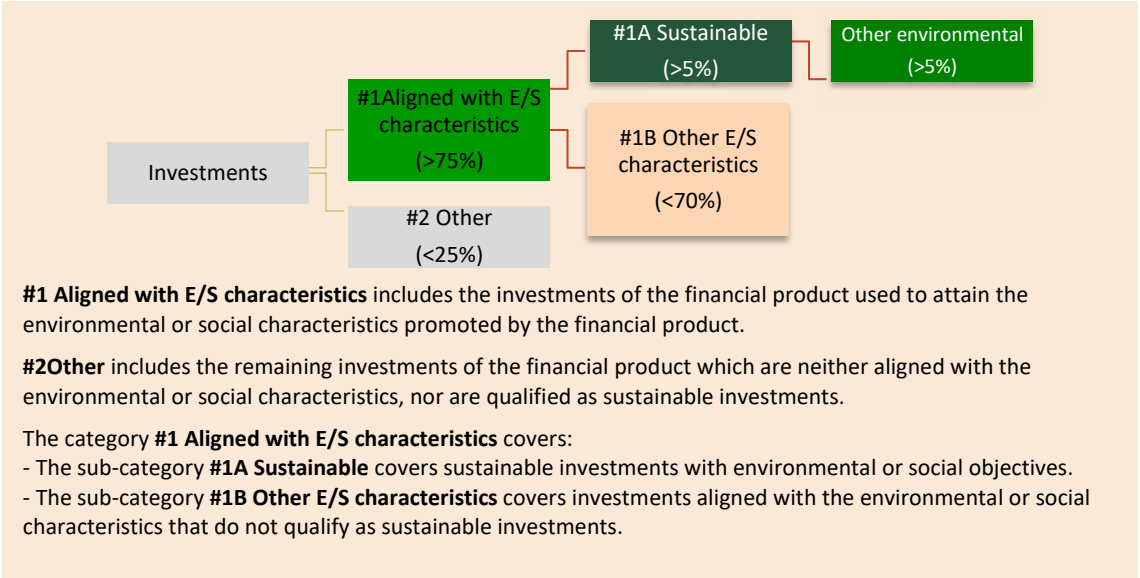 #1A Sustainable
(>5%)
Other environmental
(>5%)
#1Aligned with E/S
characteristics
(>75%)
#1B Other E/S
characteristics
(<70%)
Investments
#2 Other
(<25%)
#1 Aligned with E/S characteristics includes the investments of the financial product used to attain the
environmental or social characteristics promoted by the financial product.
#2Other includes the remaining investments of the financial product which are neither aligned with the
environmental or social characteristics, nor are qualified as sustainable investments.
The category #1 Aligned with E/S characteristics covers:
- The sub-category #1A Sustainable covers sustainable investments with environmental or social objectives.
- The sub-category #1B Other E/S characteristics covers investments aligned with the environmental or social
characteristics that do not qualify as sustainable investments.